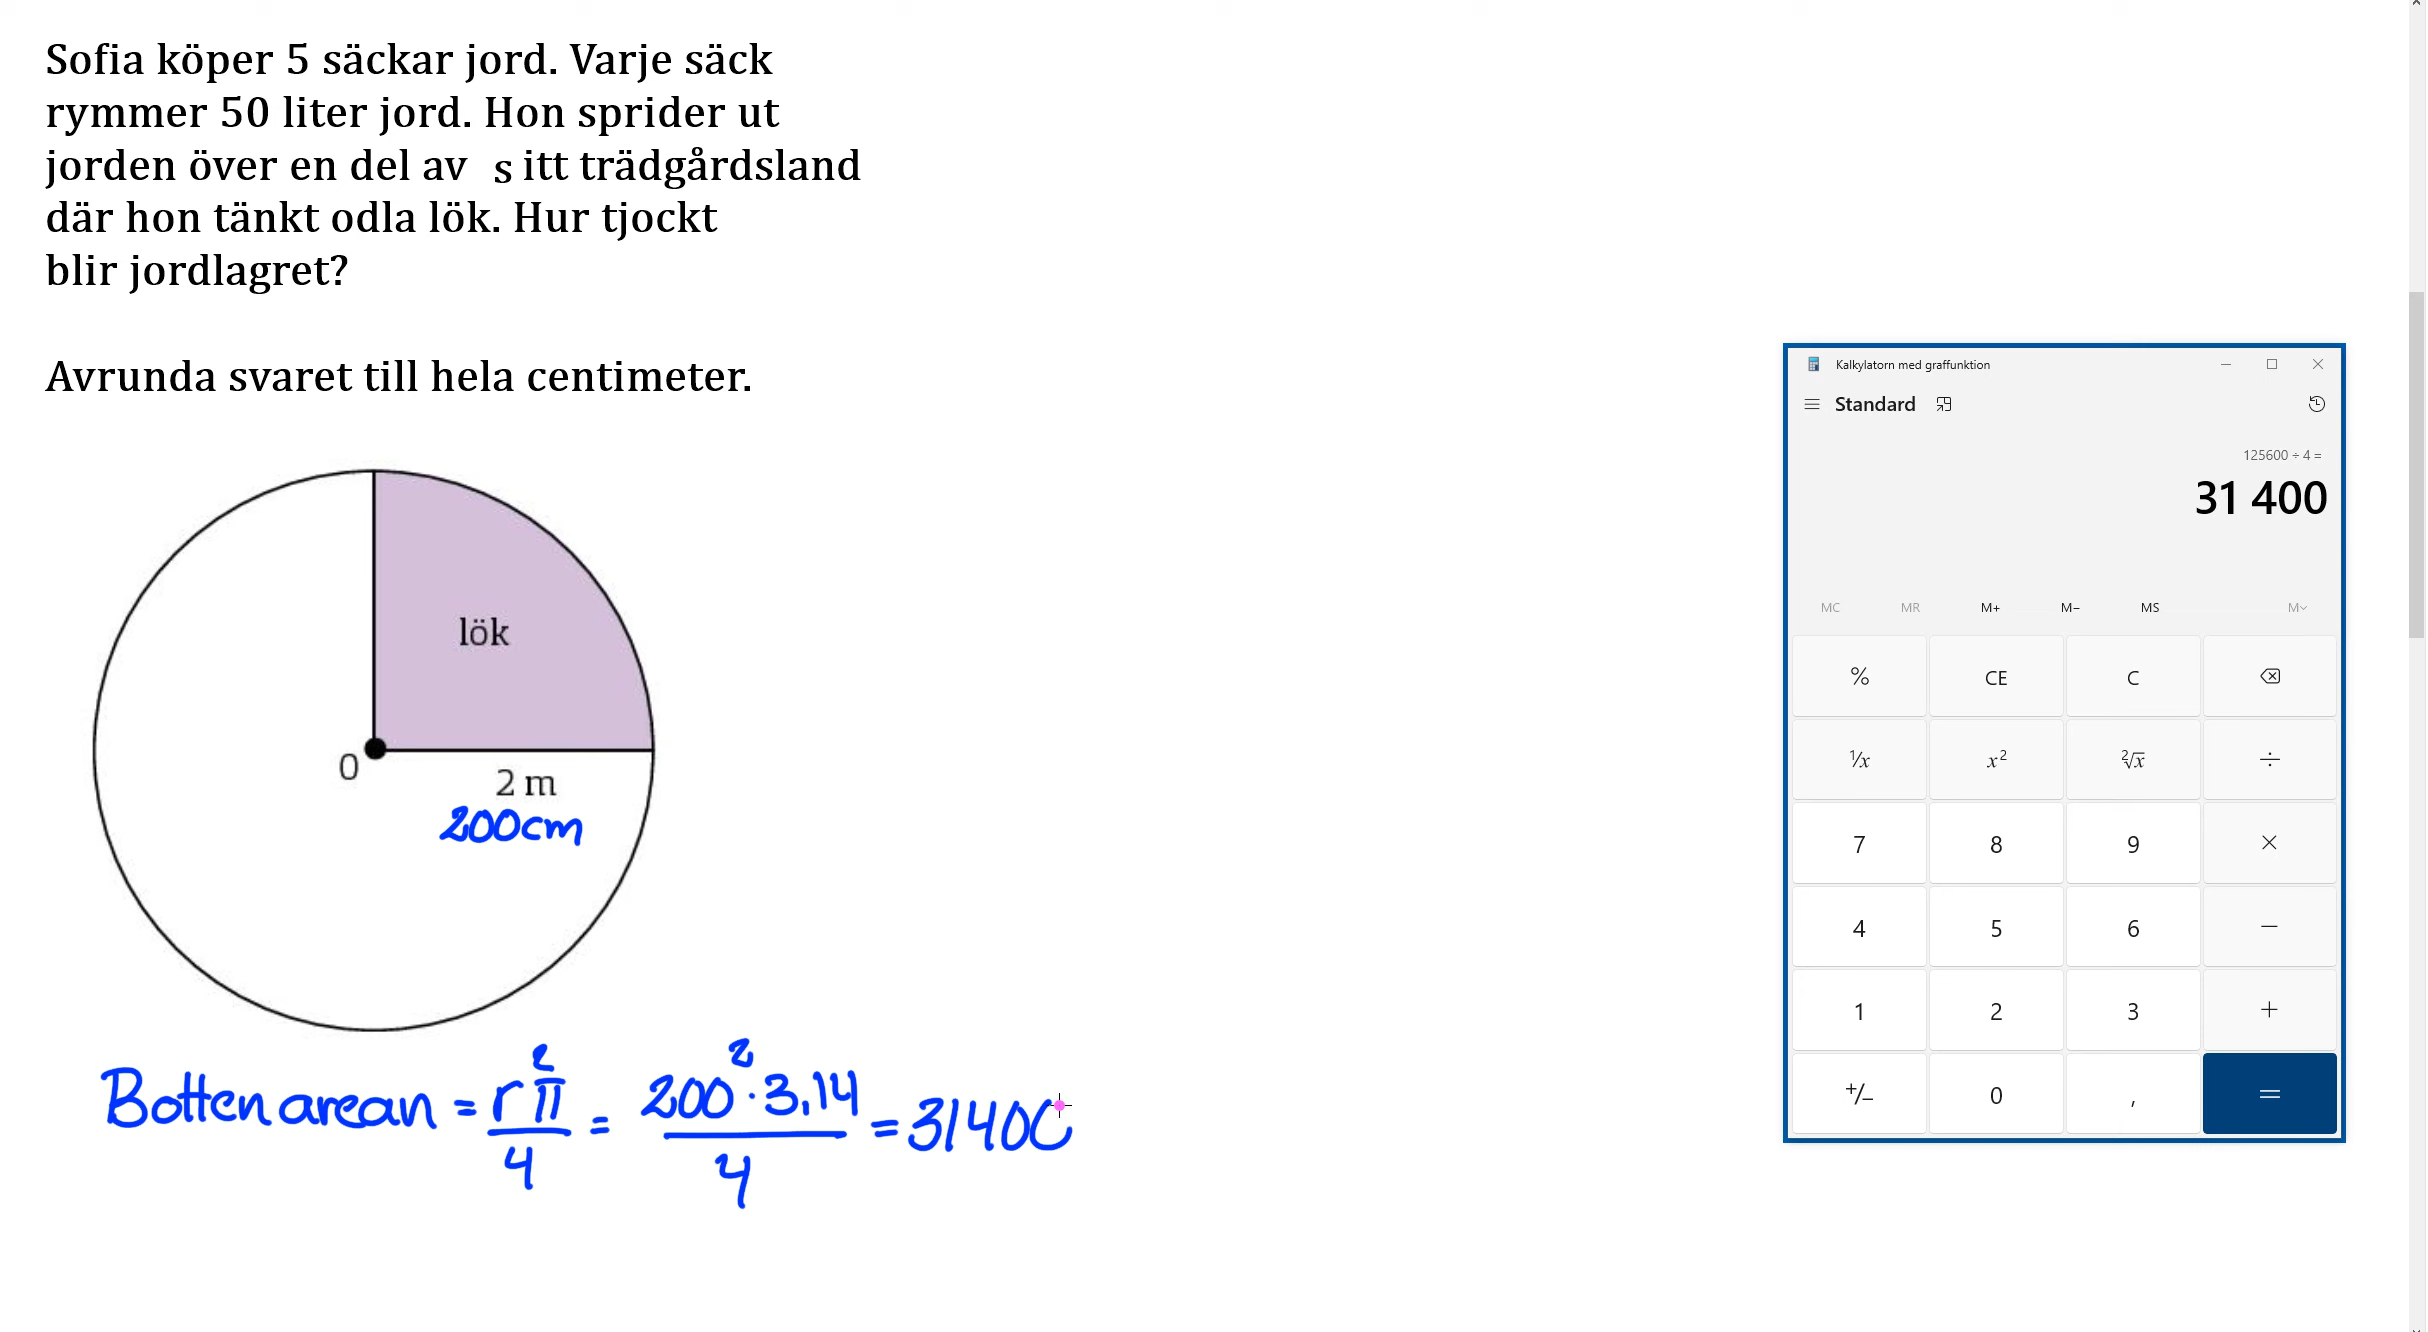 Sofia köper 5 säckar jord. Varje säck
rymmer 50 liter jord. Hon sprider ut
jorden över en del av sitt trädgårdsland
där hon tänkt odla lök. Hur tjockt
blir jordlagret?
Avrunda svaret till hela centimeter.
lök
0
2 m
200cm
Bottenarean = r²π/4 = 200²·3,14/4 = 31400
Kalkylatorn med graffunktion
Standard
125600 ÷ 4 =
31 400
MC MR M+ M− MS M˅
% CE C
¹/x x² ²√x ÷
7 8 9 ×
4 5 6 −
1 2 3 +
+/− 0 , =